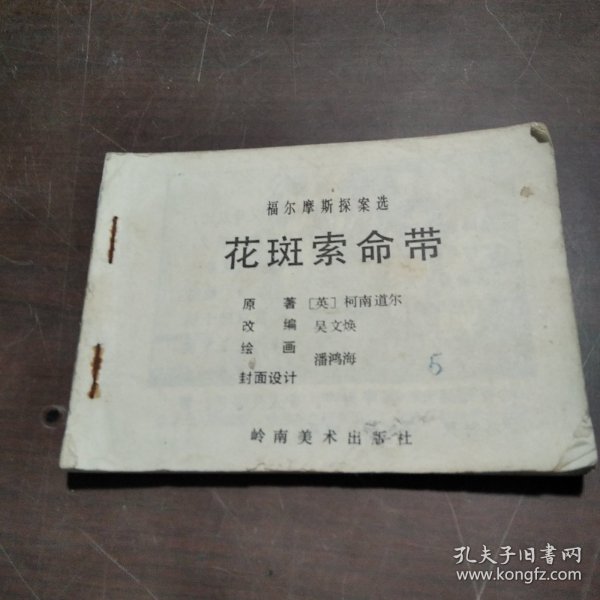 福尔摩斯探案选
花斑索命带
原著 [英] 柯南道尔
改编 吴文焕
绘画
潘鸿海
封面设计
5
岭南美术出版社
孔夫子旧书网
www.kongfz.com